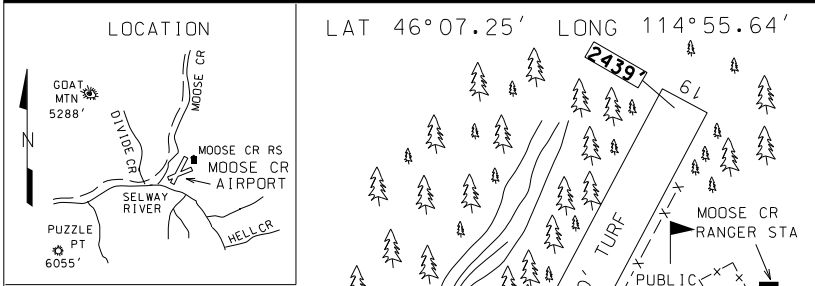 LOCATION
LAT 46°07.25' LONG 114°55.64'
GOAT
MTN
5288'
MOOSE CR
DIVIDE CR
N
MOOSE CR RS
MOOSE CR
AIRPORT
SELWAY
RIVER
HELL CR
PUZZLE
PT
6055'
2439'
19
TURF
MOOSE CR
RANGER STA
PUBLIC